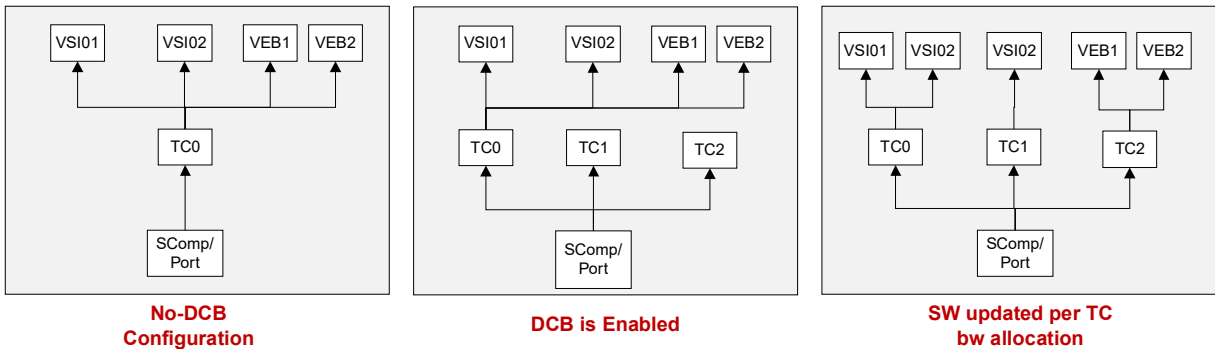 VSI01 VSI02 VEB1 VEB2
TC0
SComp/
Port
No-DCB
Configuration
VSI01 VSI02 VEB1 VEB2
TC0 TC1 TC2
SComp/
Port
DCB is Enabled
VSI01 VSI02 VSI02 VEB1 VEB2
TC0 TC1 TC2
SComp/
Port
SW updated per TC
bw allocation